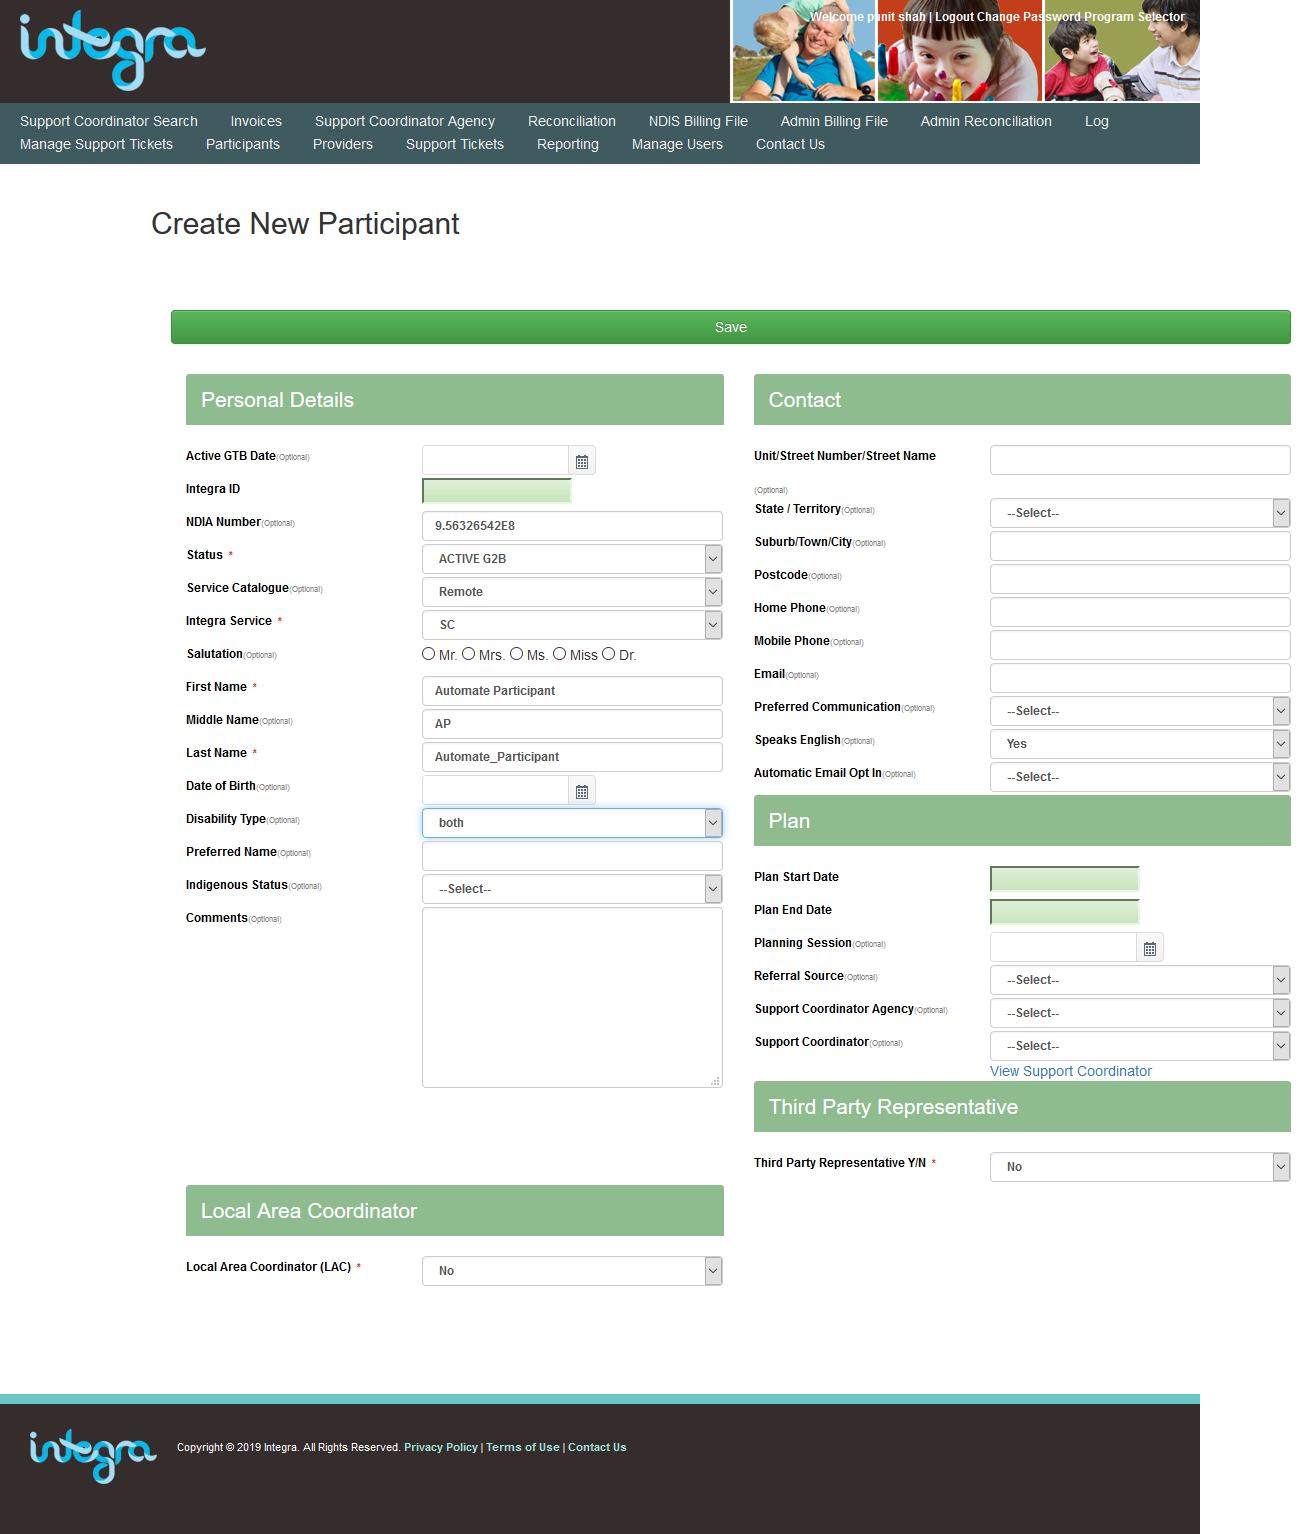 integra
Welcome punit shah | Logout Change Password Program Selector
Support Coordinator Search Invoices Support Coordinator Agency Reconciliation NDIS Billing File Admin Billing File Admin Reconciliation Log
Manage Support Tickets Participants Providers Support Tickets Reporting Manage Users Contact Us
Create New Participant
Save
Personal Details
Active GTB Date(Optional)
Integra ID
NDIA Number(Optional) 9.56326542E8
Status * ACTIVE G2B
Service Catalogue(Optional) Remote
Integra Service * SC
Salutation(Optional) Mr. Mrs. Ms. Miss Dr.
First Name * Automate Participant
Middle Name(Optional) AP
Last Name * Automate_Participant
Date of Birth(Optional)
Disability Type(Optional) both
Preferred Name(Optional)
Indigenous Status(Optional) --Select--
Comments(Optional)
Local Area Coordinator
Local Area Coordinator (LAC) * No
Contact
Unit/Street Number/Street Name
(Optional)
State / Territory(Optional) --Select--
Suburb/Town/City(Optional)
Postcode(Optional)
Home Phone(Optional)
Mobile Phone(Optional)
Email(Optional)
Preferred Communication(Optional) --Select--
Speaks English(Optional) Yes
Automatic Email Opt In(Optional) --Select--
Plan
Plan Start Date
Plan End Date
Planning Session(Optional)
Referral Source(Optional) --Select--
Support Coordinator Agency(Optional) --Select--
Support Coordinator(Optional) --Select--
View Support Coordinator
Third Party Representative
Third Party Representative Y/N * No
integra
Copyright © 2019 Integra. All Rights Reserved. Privacy Policy | Terms of Use | Contact Us